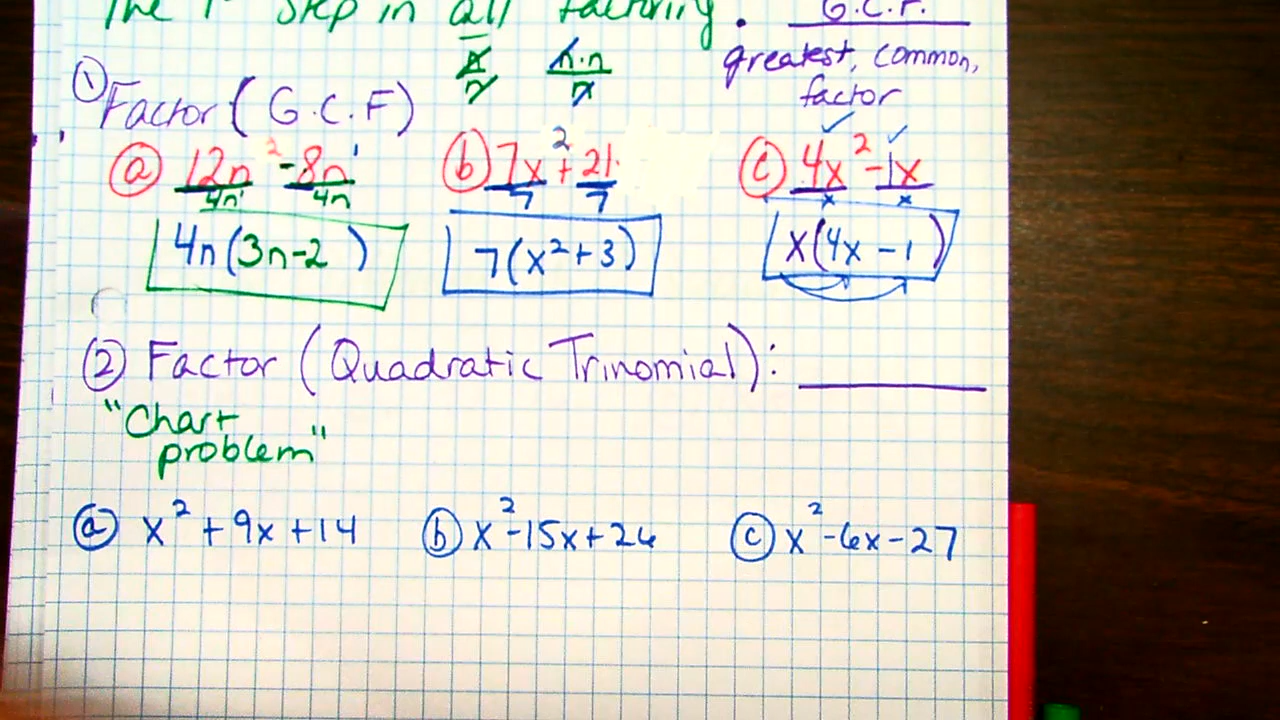 The 1st Step in all factoring: G.C.F.
greatest, common,
factor
n/n n·n/n
① Factor (G.C.F)
ⓐ 12n² - 8n¹ ⓑ 7x² + 21 ⓒ 4x² - 1x
4n¹ 4n 7 7 x x
4n(3n-2) 7(x²+3) x(4x - 1)
② Factor (Quadratic Trinomial):
"Chart
problem"
ⓐ x² + 9x + 14 ⓑ x² - 15x + 26 ⓒ x² - 6x - 27